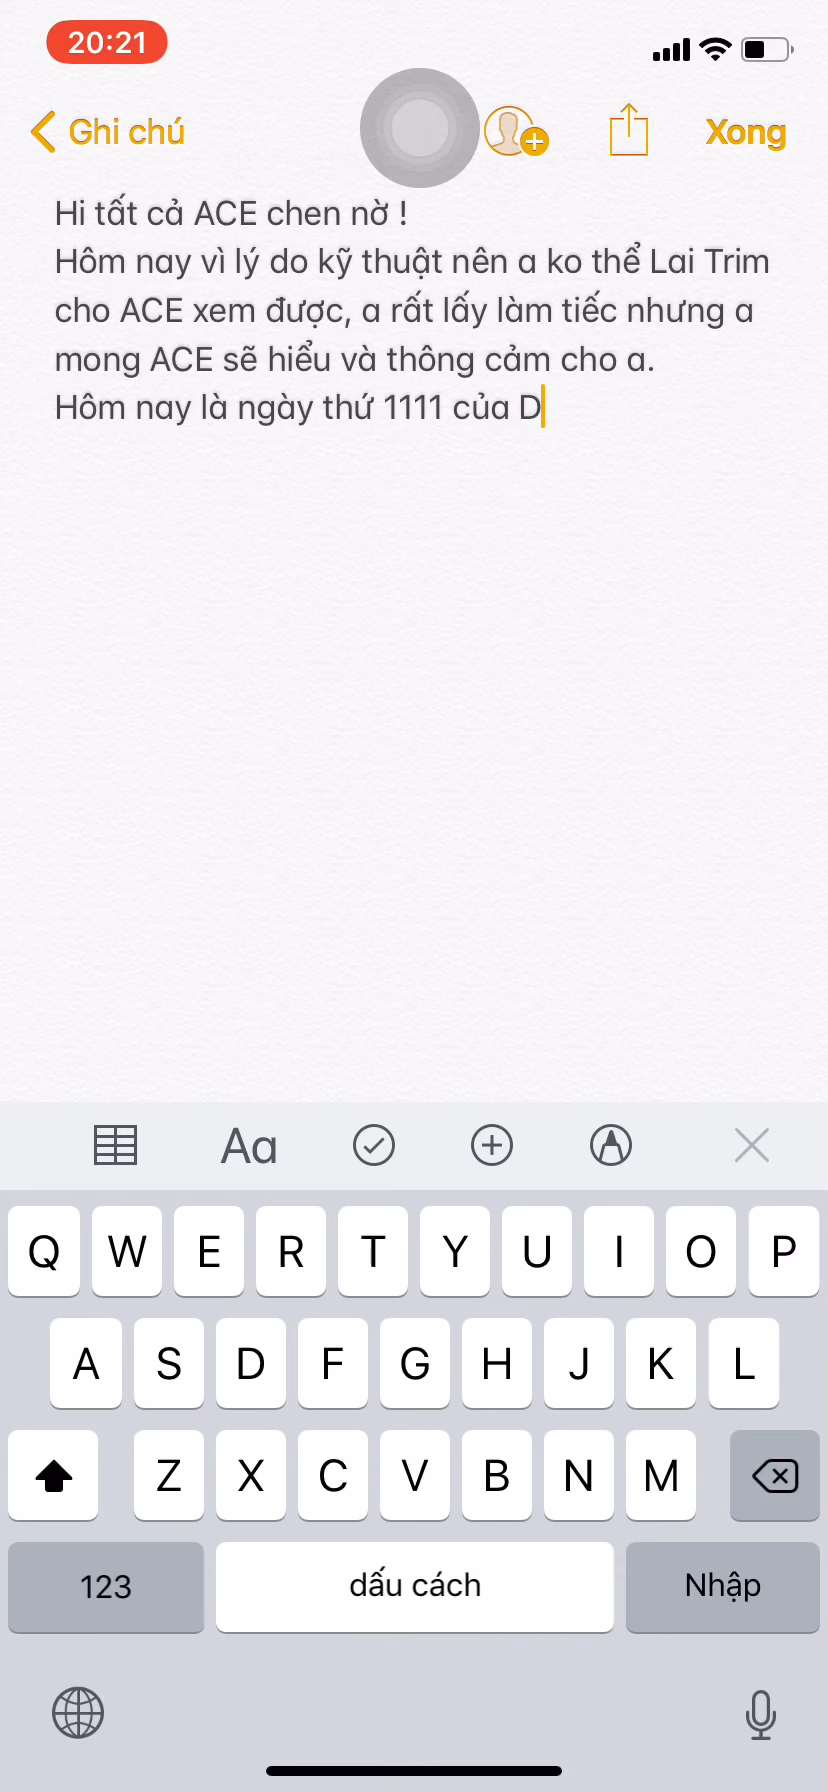 20:21
Ghi chú
Xong
Hi tất cả ACE chen nờ !
Hôm nay vì lý do kỹ thuật nên a ko thể Lai Trim
cho ACE xem được, a rất lấy làm tiếc nhưng a
mong ACE sẽ hiểu và thông cảm cho a.
Hôm nay là ngày thứ 1111 của D
Aa
Q W E R T Y U I O P
A S D F G H J K L
Z X C V B N M
123 dấu cách Nhập